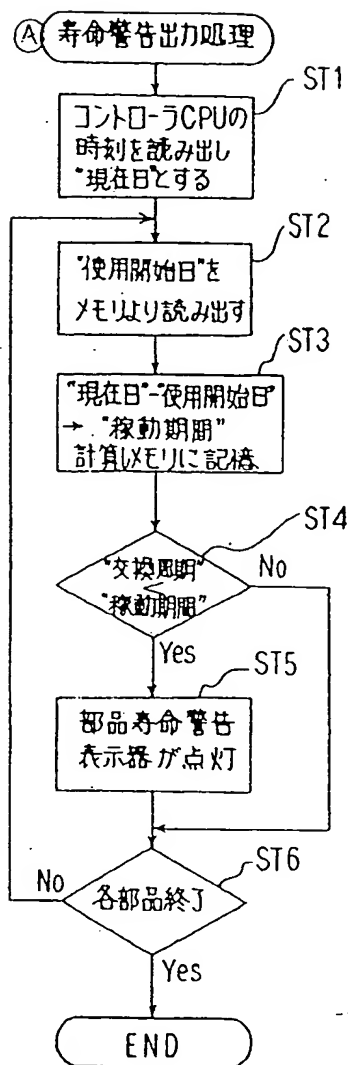 Ⓐ 寿命警告出力処理
ST1
コントローラCPUの
時刻を読み出し
"現在日"とする
ST2
"使用開始日"を
メモリより読み出す
ST3
"現在日"-"使用開始日"
→ "稼動期間"
計算しメモリに記憶
ST4
"交換周期"
<
"稼動期間"
No
Yes
ST5
部品寿命警告
表示器が点灯
ST6
No
各部品終了
Yes
END